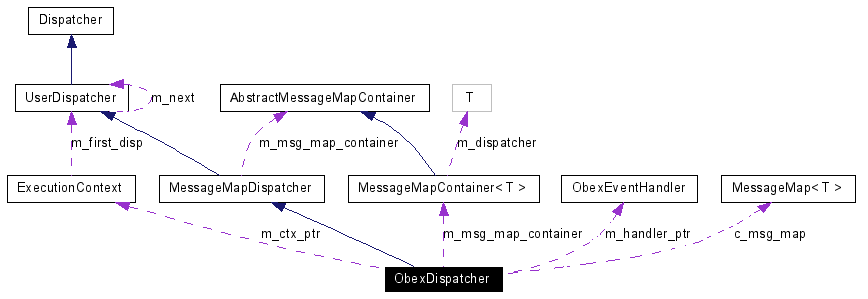 Dispatcher
UserDispatcher
m_next
AbstractMessageMapContainer
T
m_first_disp
m_msg_map_container
m_dispatcher
ExecutionContext
MessageMapDispatcher
MessageMapContainer< T >
ObexEventHandler
MessageMap< T >
m_ctx_ptr
m_msg_map_container
m_handler_ptr
c_msg_map
ObexDispatcher